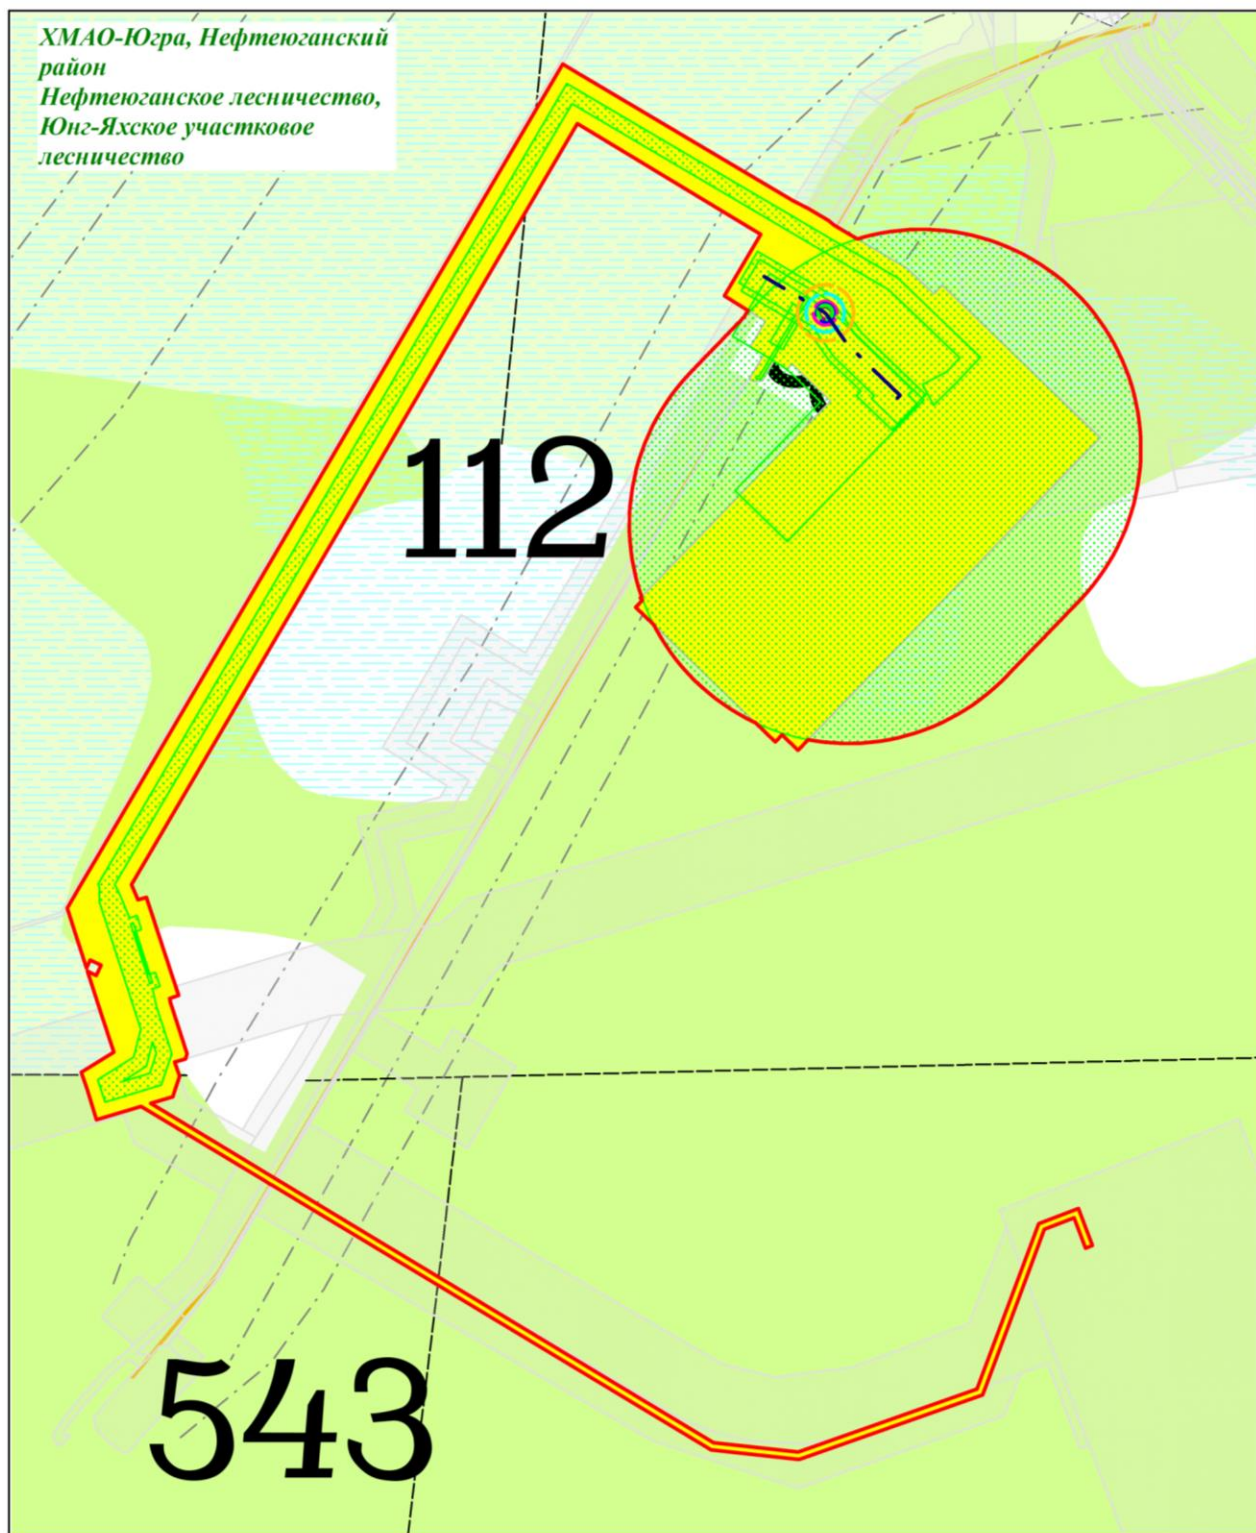 ХМАО-Югра, Нефтеюганский
район
Нефтеюганское лесничество,
Юнг-Яхское участковое
лесничество
112
543